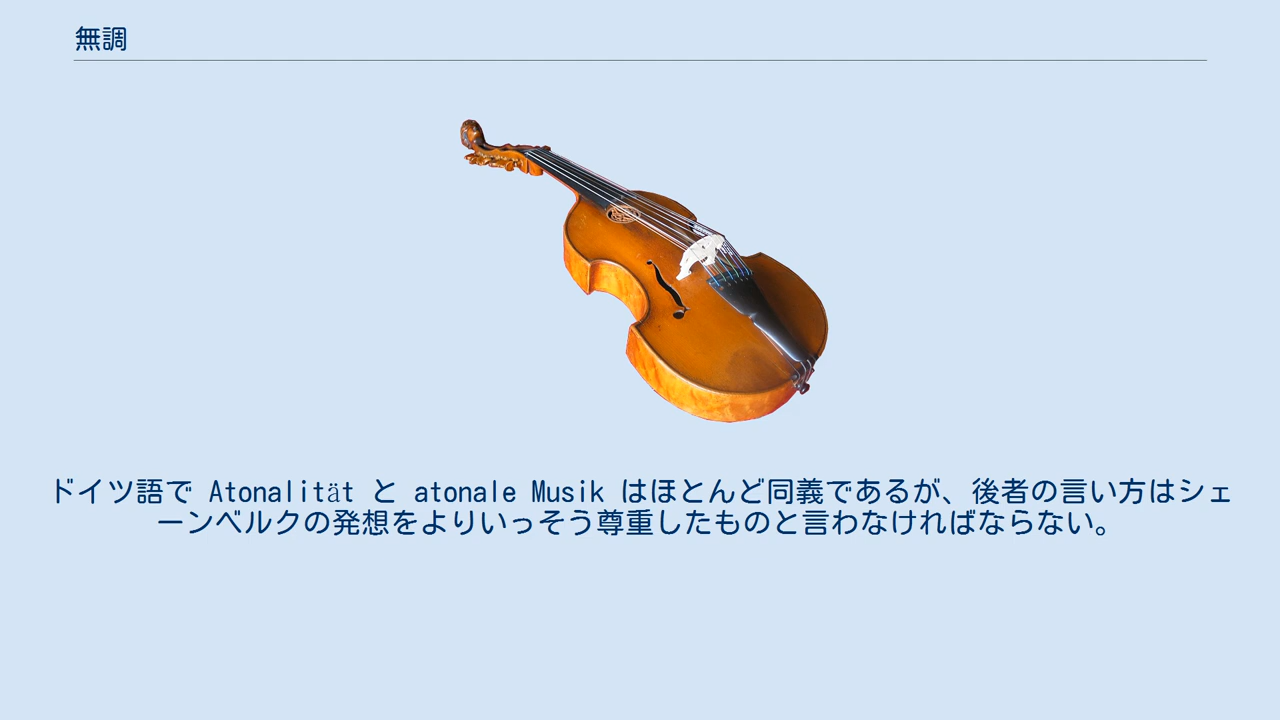 無調
ドイツ語で Atonalität と atonale Musik はほとんど同義であるが、後者の言い方はシェ
ーンベルクの発想をよりいっそう尊重したものと言わなければならない。